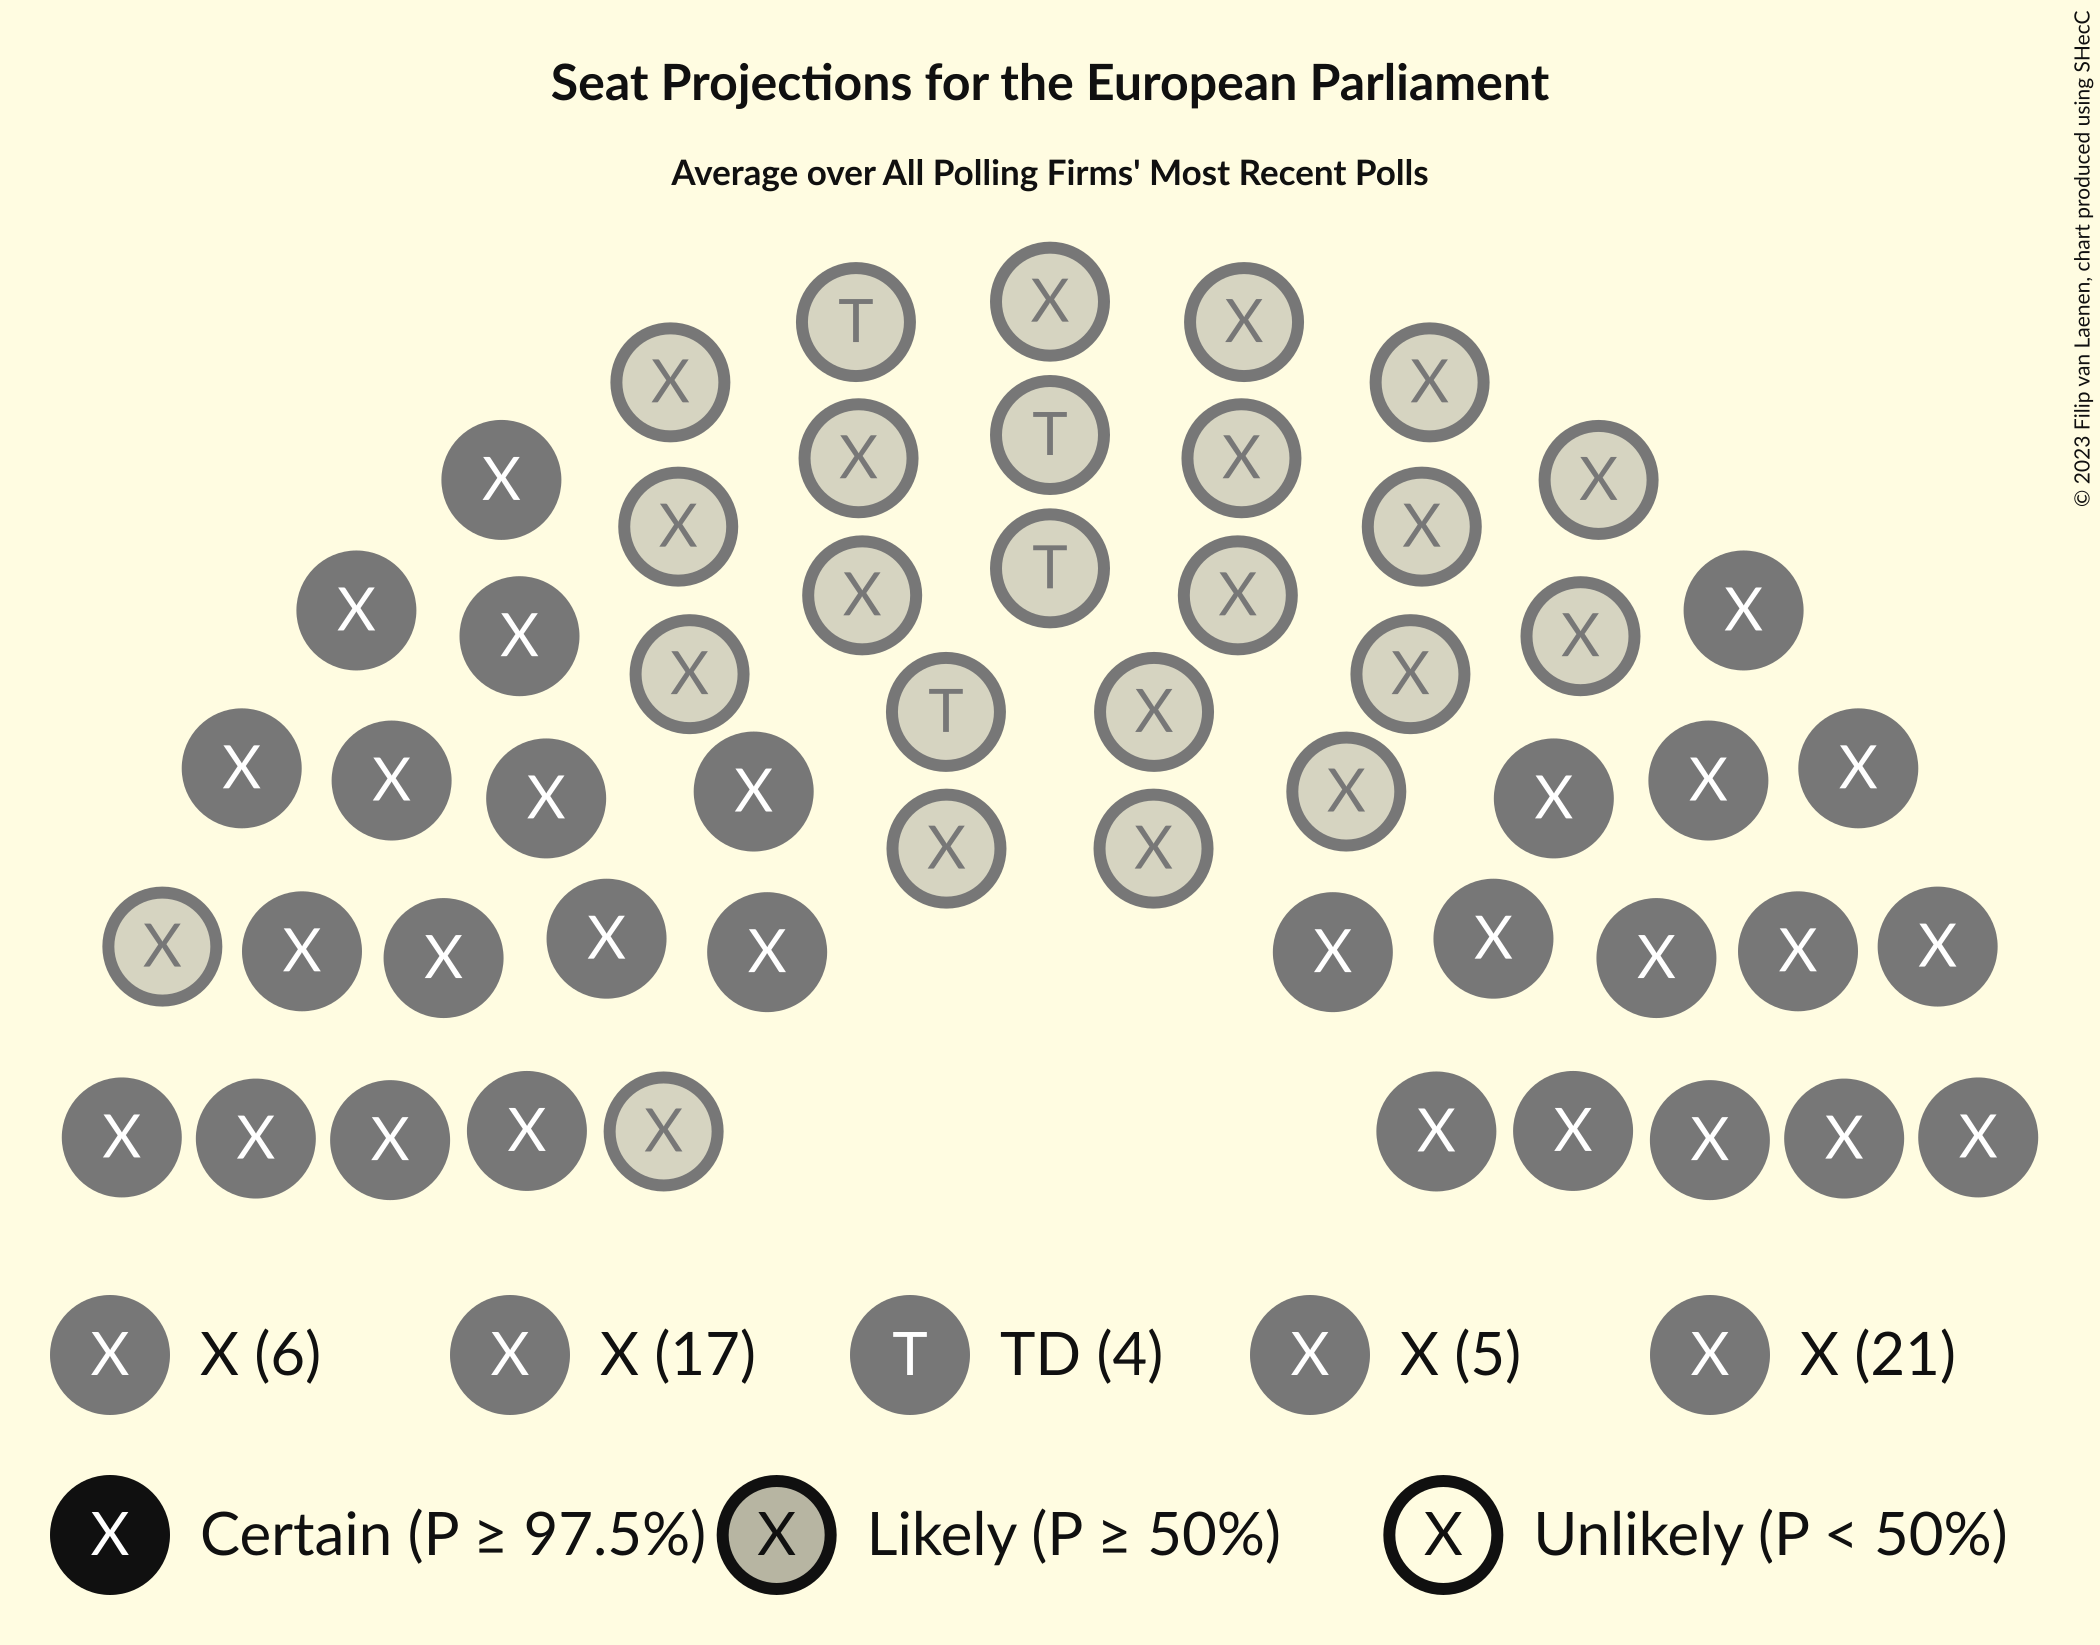 Seat Projections for the European Parliament
Average over All Polling Firms' Most Recent Polls
© 2023 Filip van Laenen, chart produced using SHecC
X
T X
X X
X T X
X X
X X X
X T X
X X
X X
X X
X X
T X
X X
X X X X
X X X
X X
X X X X
X X
X X X
X X X
X X X X
X X X X
X X
X X (6) X X (17) T TD (4) X X (5) X X (21)
X Certain (P ≥ 97.5%) X Likely (P ≥ 50%) X Unlikely (P < 50%)